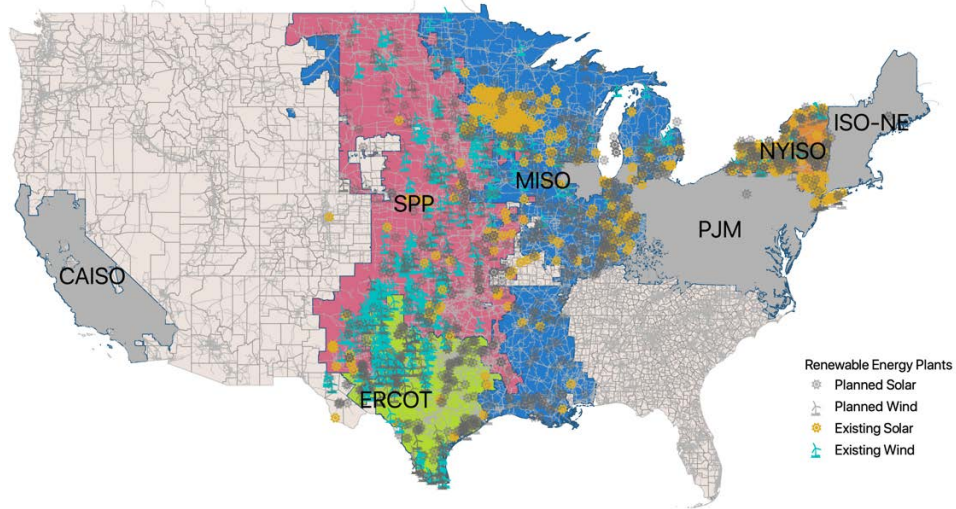 ISO-NE
NYISO
MISO
SPP
PJM
CAISO
ERCOT
Renewable Energy Plants
Planned Solar
Planned Wind
Existing Solar
Existing Wind